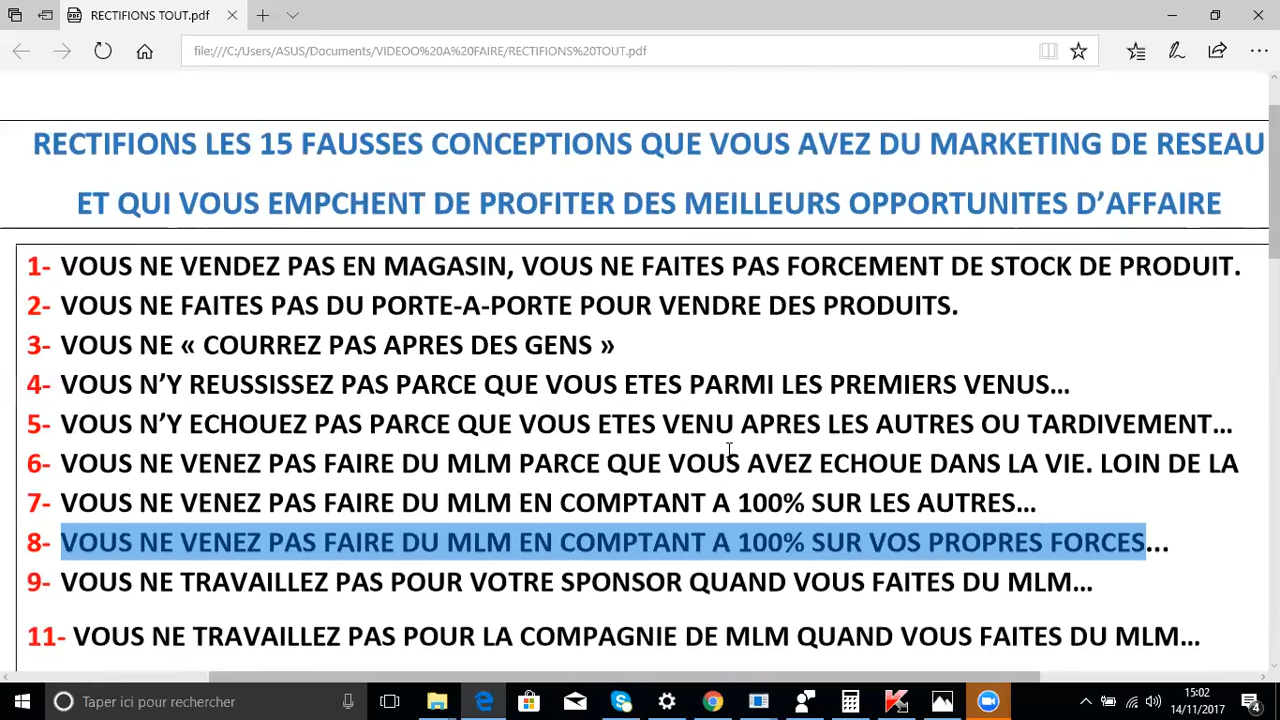 RECTIFIONS TOUT.pdf
file:///C:/Users/ASUS/Documents/VIDEOO%20A%20FAIRE/RECTIFIONS%20TOUT.pdf
RECTIFIONS LES 15 FAUSSES CONCEPTIONS QUE VOUS AVEZ DU MARKETING DE RESEAU
ET QUI VOUS EMPCHENT DE PROFITER DES MEILLEURS OPPORTUNITES D’AFFAIRE
1- VOUS NE VENDEZ PAS EN MAGASIN, VOUS NE FAITES PAS FORCEMENT DE STOCK DE PRODUIT.
2- VOUS NE FAITES PAS DU PORTE-A-PORTE POUR VENDRE DES PRODUITS.
3- VOUS NE « COURREZ PAS APRES DES GENS »
4- VOUS N’Y REUSSISSEZ PAS PARCE QUE VOUS ETES PARMI LES PREMIERS VENUS…
5- VOUS N’Y ECHOUEZ PAS PARCE QUE VOUS ETES VENU APRES LES AUTRES OU TARDIVEMENT…
6- VOUS NE VENEZ PAS FAIRE DU MLM PARCE QUE VOUS AVEZ ECHOUE DANS LA VIE. LOIN DE LA
7- VOUS NE VENEZ PAS FAIRE DU MLM EN COMPTANT A 100% SUR LES AUTRES…
8- VOUS NE VENEZ PAS FAIRE DU MLM EN COMPTANT A 100% SUR VOS PROPRES FORCES…
9- VOUS NE TRAVAILLEZ PAS POUR VOTRE SPONSOR QUAND VOUS FAITES DU MLM…
11- VOUS NE TRAVAILLEZ PAS POUR LA COMPAGNIE DE MLM QUAND VOUS FAITES DU MLM…
Taper ici pour rechercher
15:02
14/11/2017
4